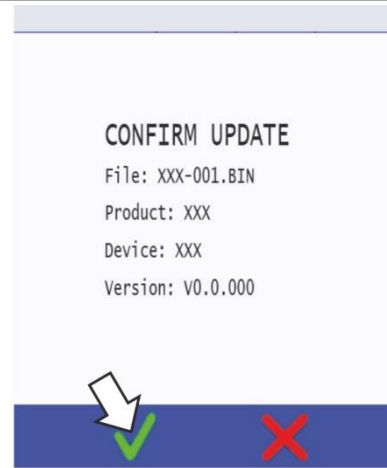 CONFIRM UPDATE
File: XXX-001.BIN
Product: XXX
Device: XXX
Version: V0.0.000